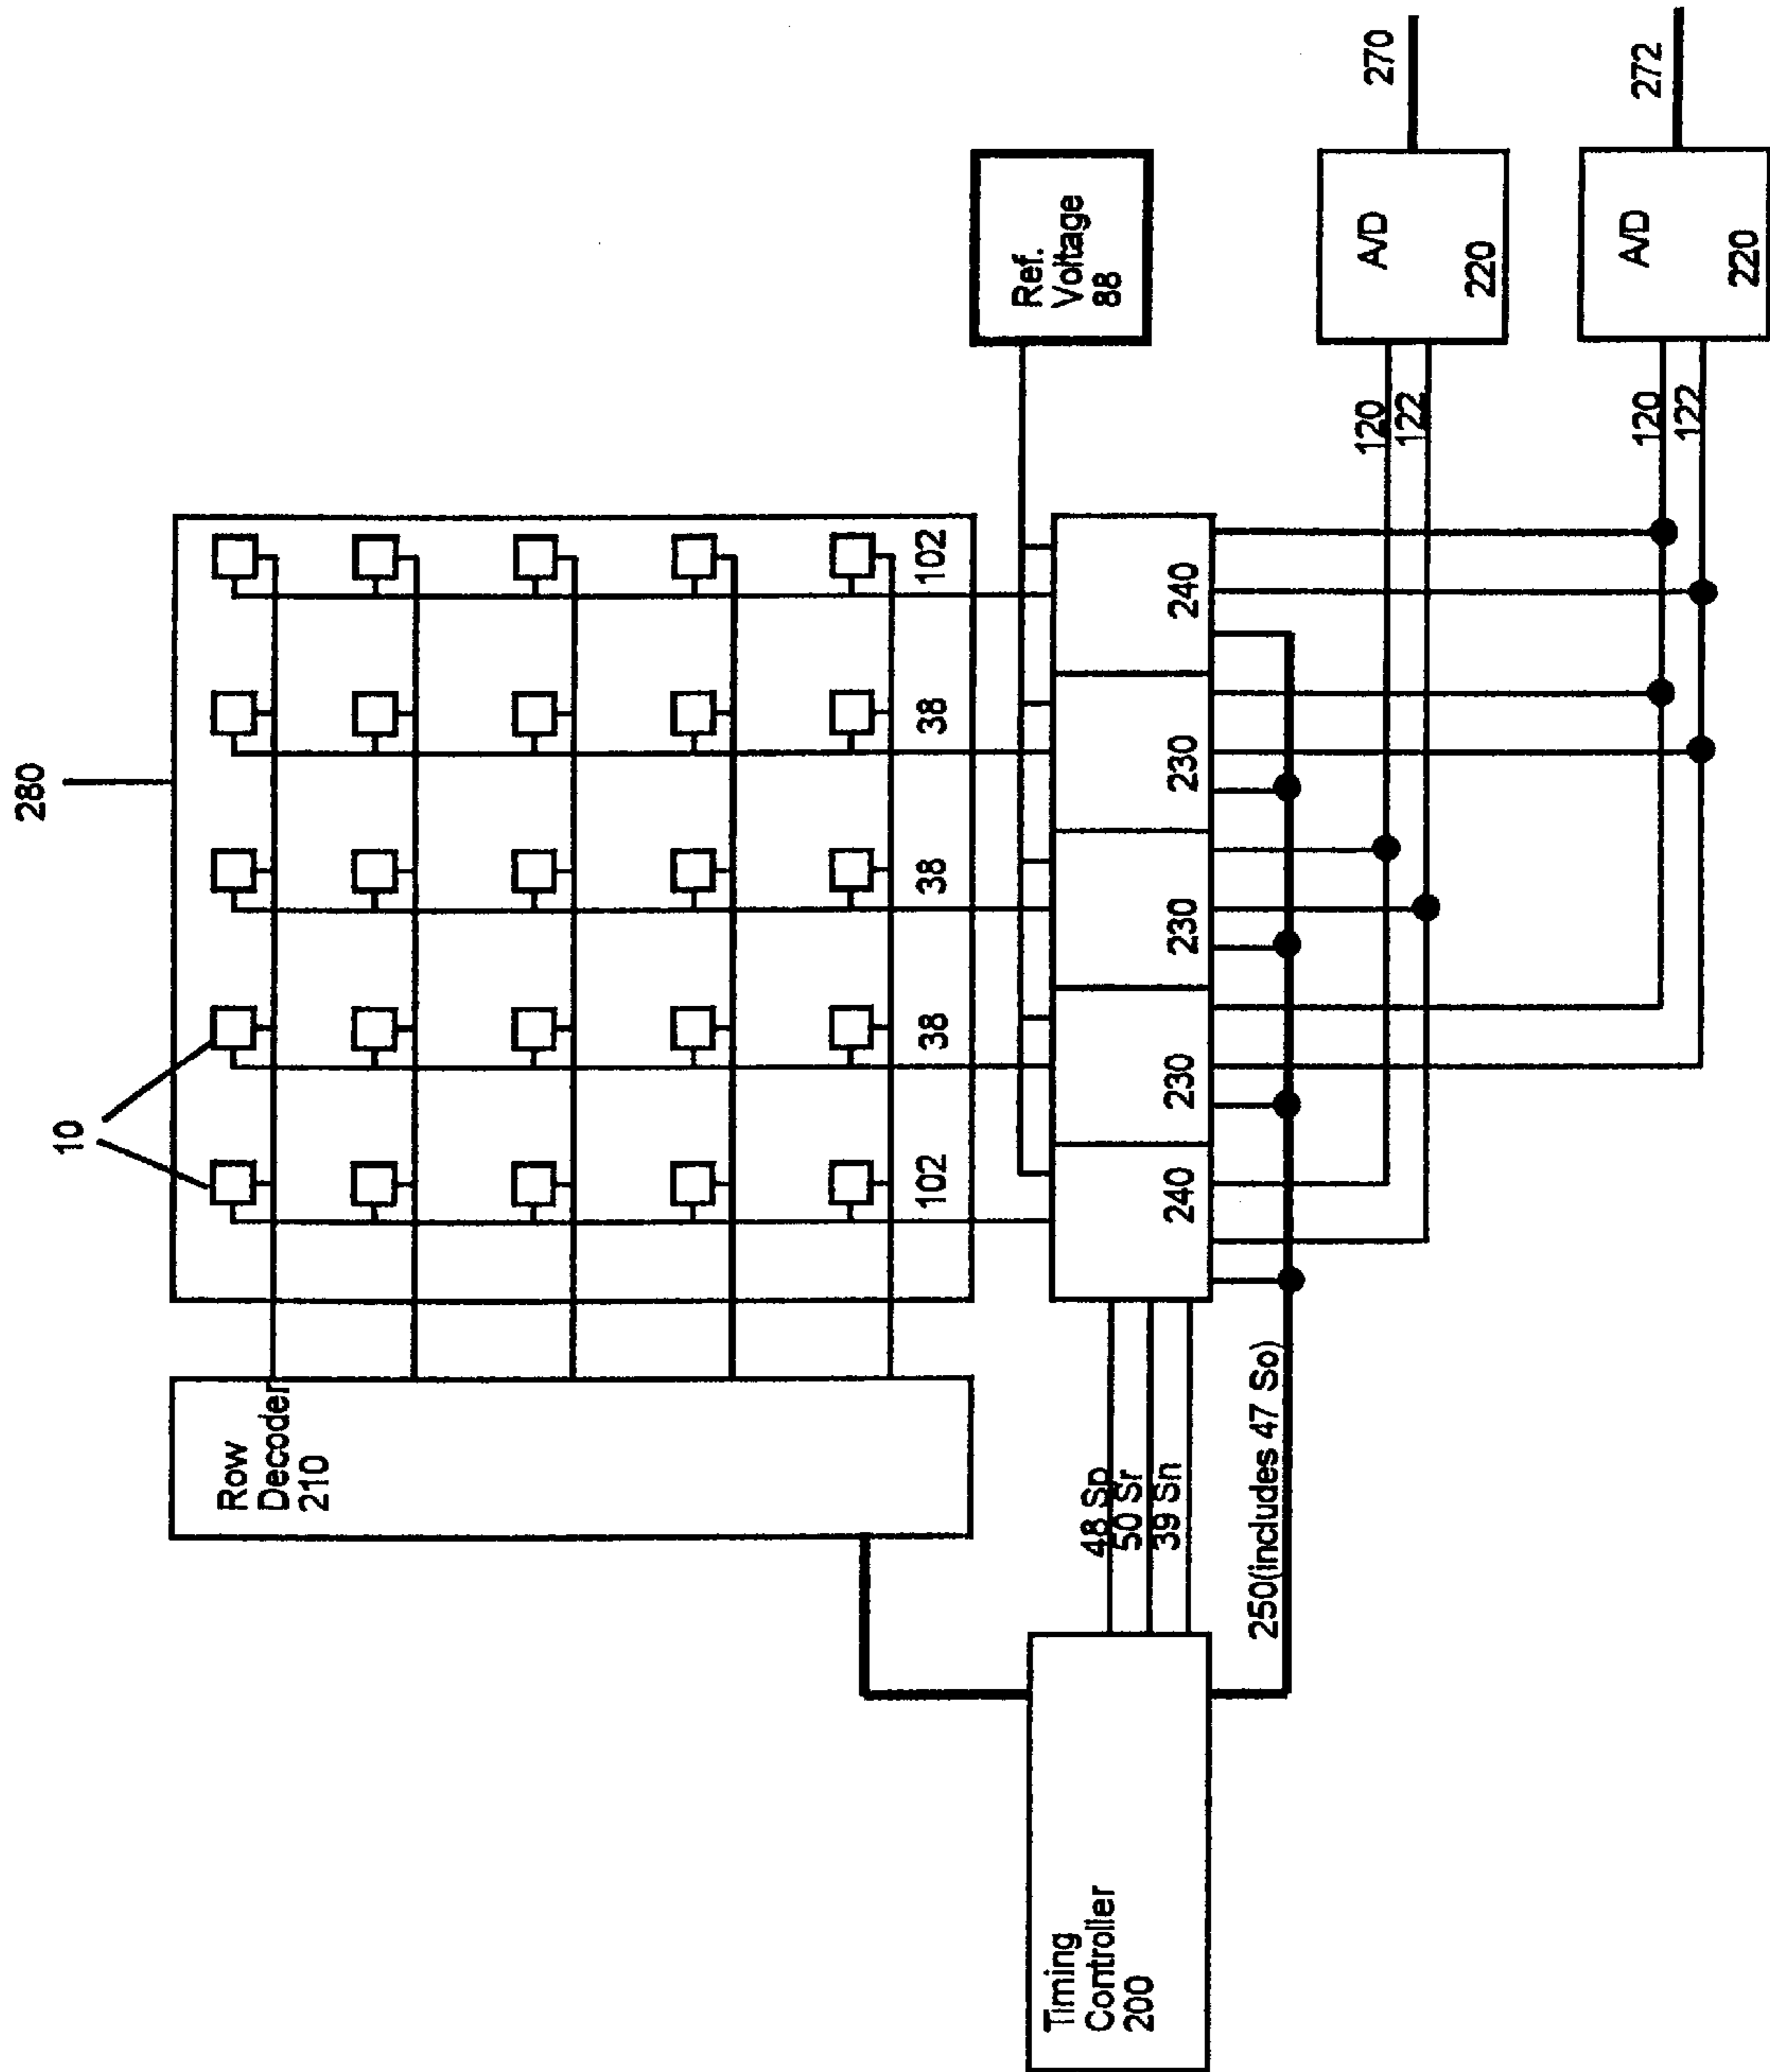 280
10
Row
Decoder
210
102 38 38 38 102
Ref.
Voltage
88
Timing
Controller
200
48 Sp
50 Sr
39 Sn
240 230 230 230 240
250(includes 47 So)
120
122
A/D
220
270
120
122
A/D
220
272